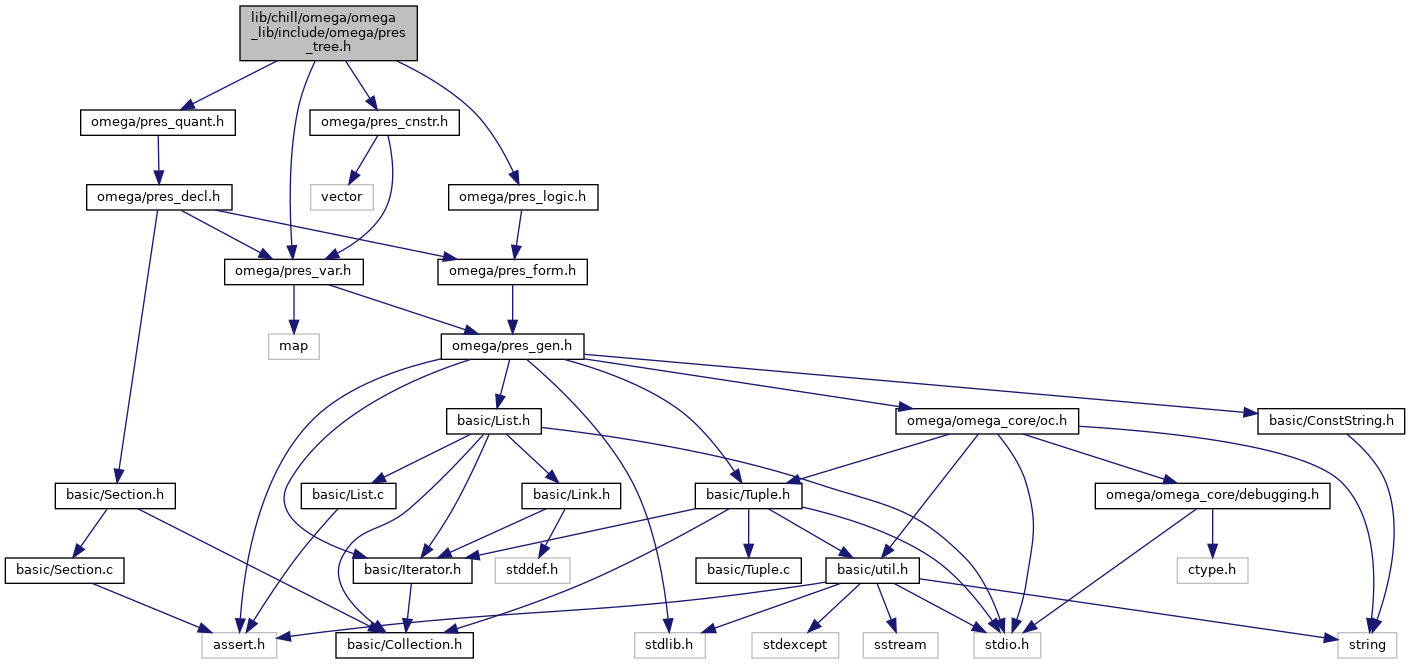 lib/chill/omega/omega
_lib/include/omega/pres
_tree.h
omega/pres_quant.h
omega/pres_cnstr.h
omega/pres_decl.h
vector
omega/pres_logic.h
omega/pres_var.h
omega/pres_form.h
map
omega/pres_gen.h
basic/List.h
omega/omega_core/oc.h
basic/ConstString.h
basic/Section.h
basic/List.c
basic/Link.h
basic/Tuple.h
omega/omega_core/debugging.h
basic/Section.c
basic/Iterator.h
stddef.h
basic/Tuple.c
basic/util.h
ctype.h
assert.h
basic/Collection.h
stdlib.h
stdexcept
sstream
stdio.h
string